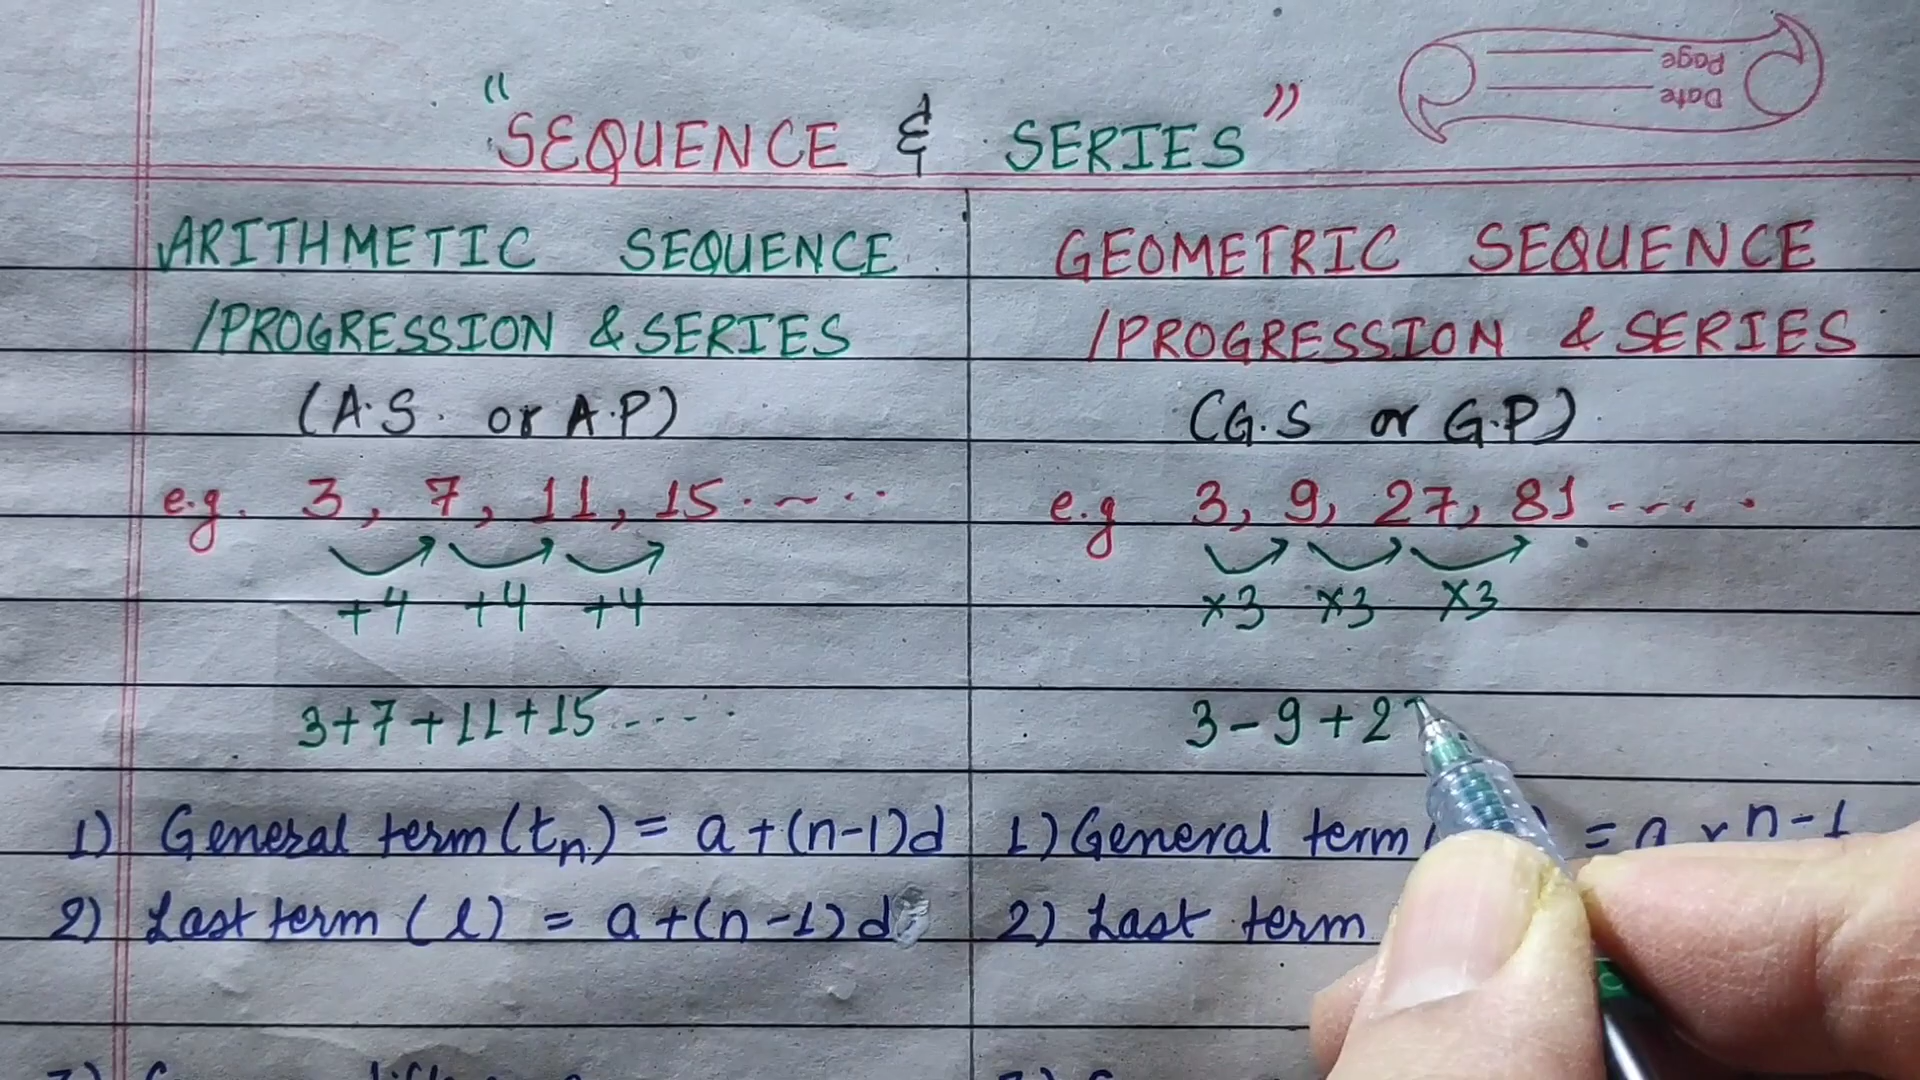 Page
Date
"SEQUENCE & SERIES"
ARITHMETIC SEQUENCE
/PROGRESSION & SERIES
(A.S. or A.P)
e.g. 3, 7, 11, 15.....
+4 +4 +4
3+7+11+15.....
1) General term (tn) = a+(n-1)d
2) Last term (l) = a+(n-1)d
GEOMETRIC SEQUENCE
/PROGRESSION & SERIES
(G.S or G.P)
e.g 3, 9, 27, 81 .....
×3 ×3 ×3
3-9+2
1) General term = a r n-1
2) Last term